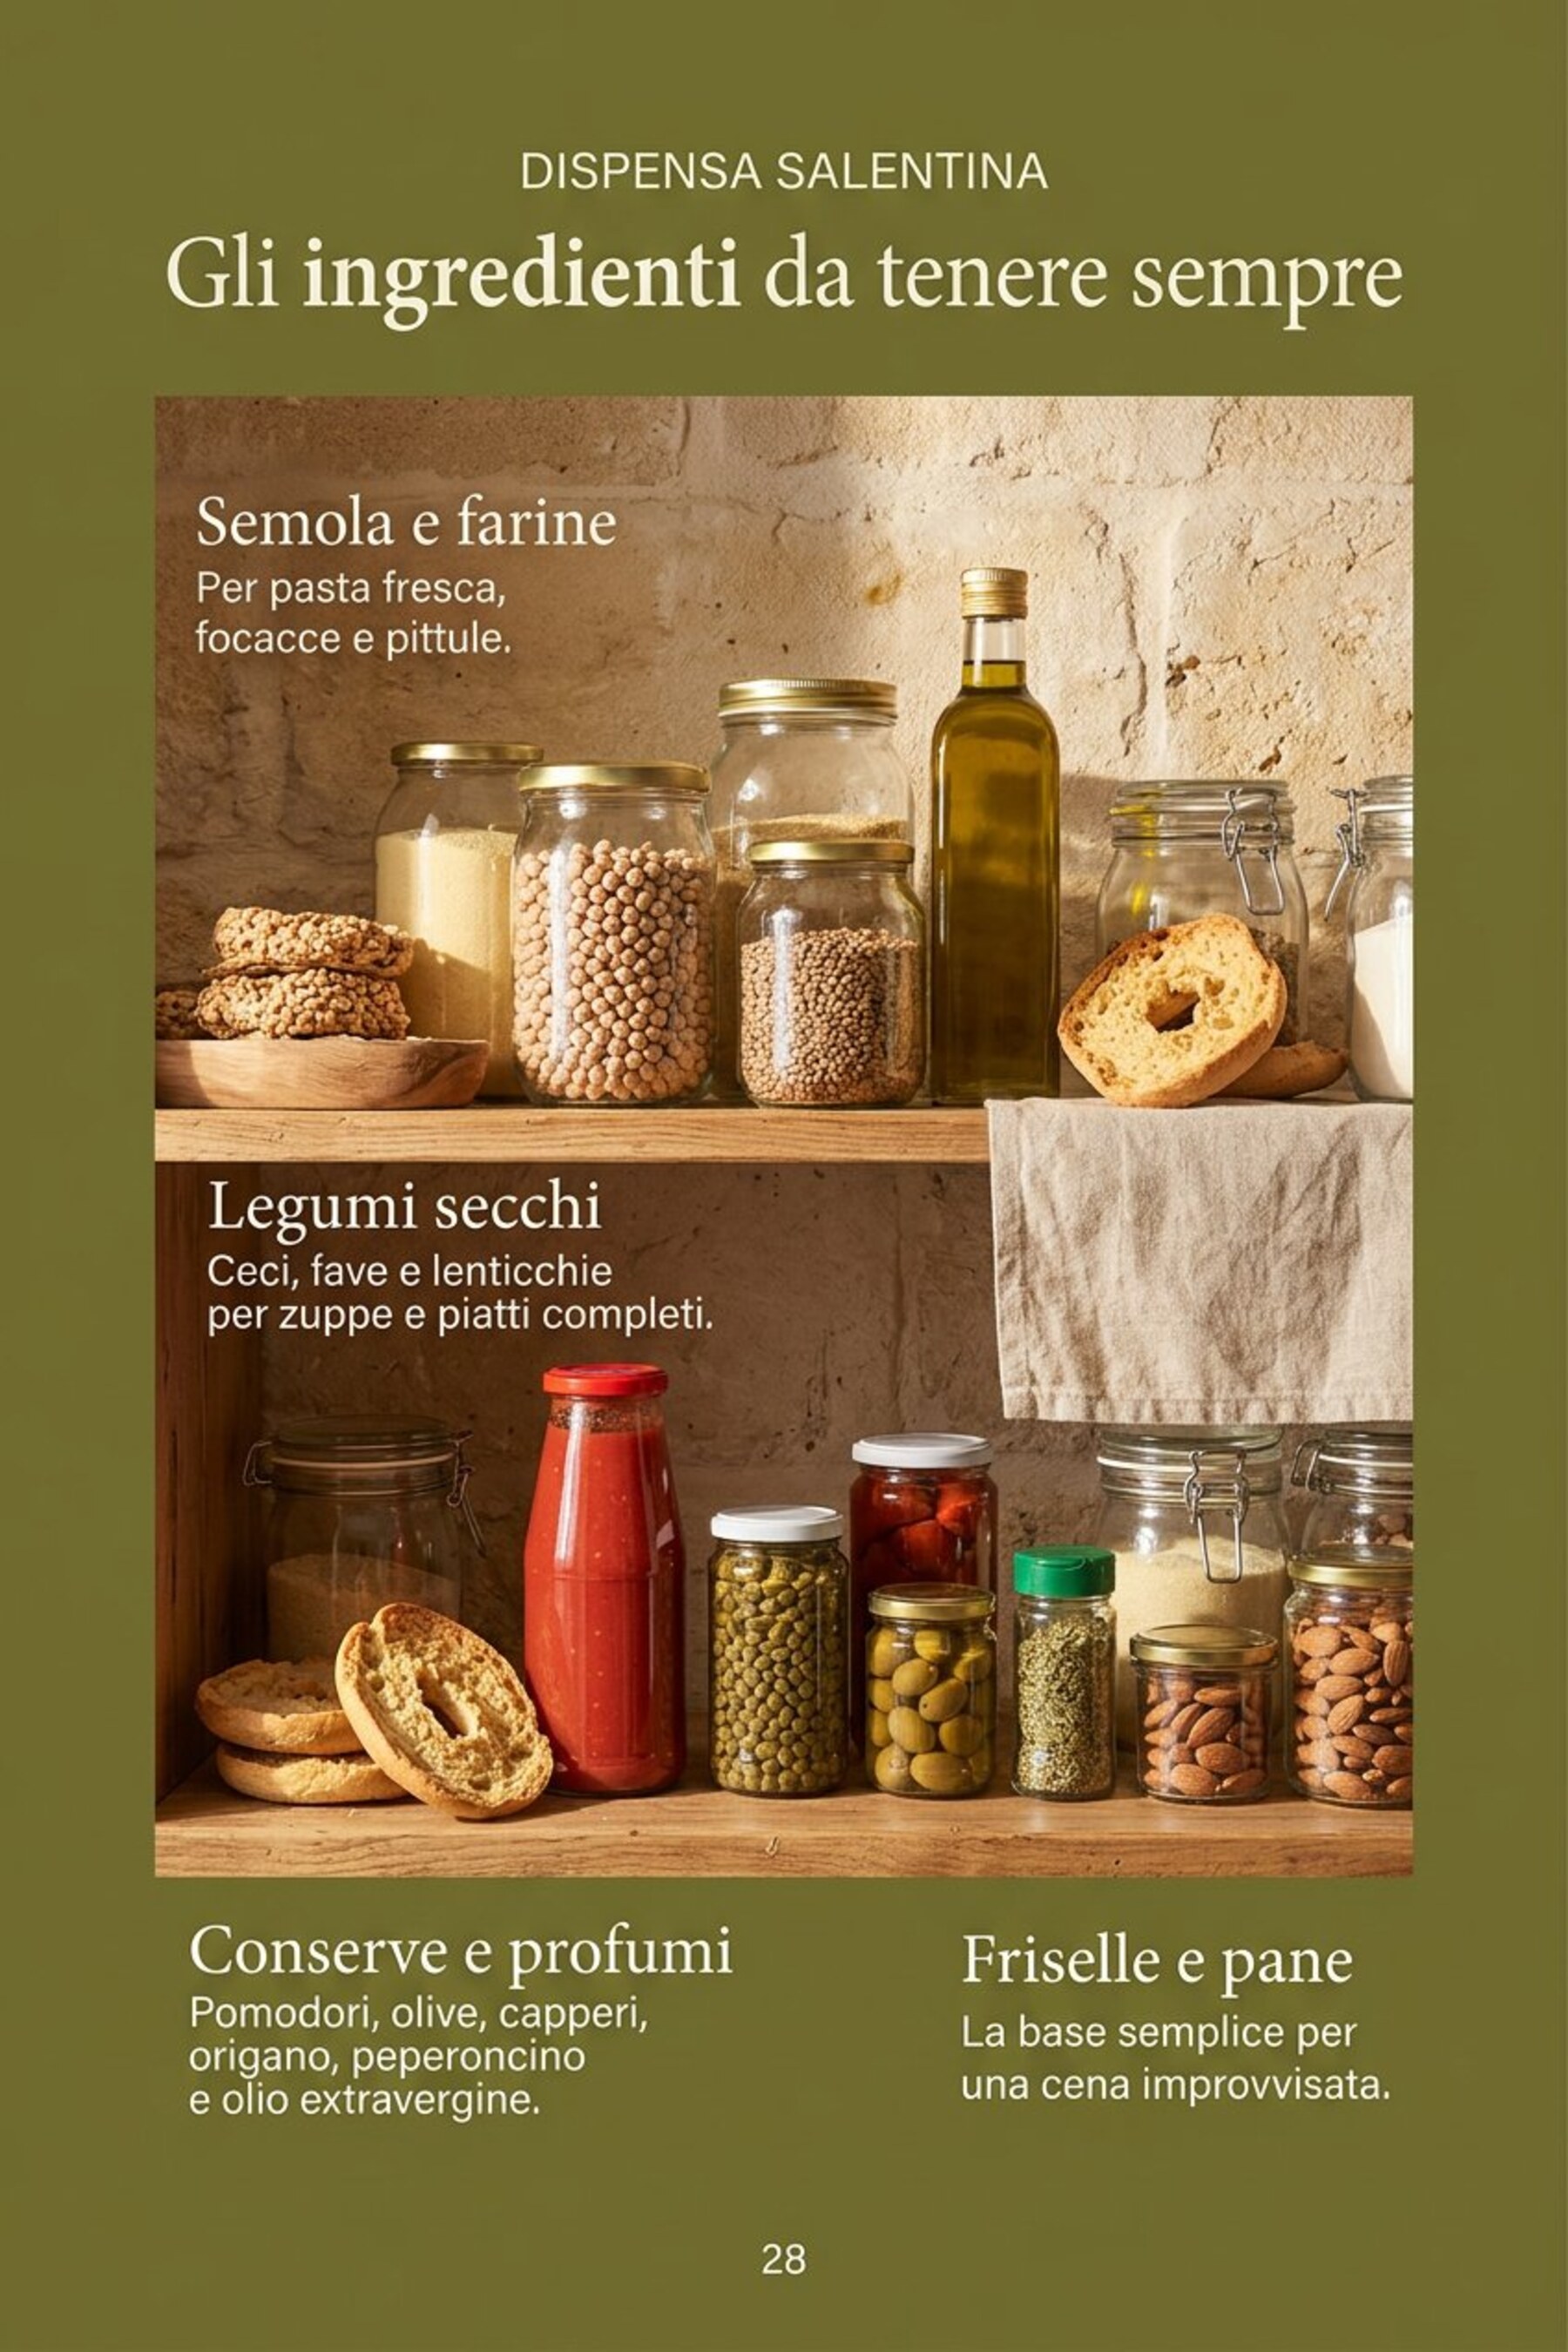 DISPENSA SALENTINA
Gli ingredienti da tenere sempre
Semola e farine
Per pasta fresca,
focacce e pittule.
Legumi secchi
Ceci, fave e lenticchie
per zuppe e piatti completi.
Conserve e profumi
Pomodori, olive, capperi,
origano, peperoncino
e olio extravergine.
Friselle e pane
La base semplice per
una cena improvvisata.
28